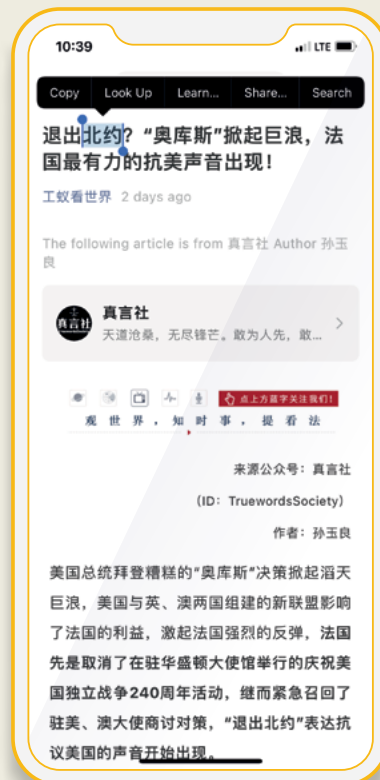 10:39
LTE
Copy Look Up Learn... Share... Search
退出北约？“奥库斯”掀起巨浪，法
国最有力的抗美声音出现！
工蚁看世界 2 days ago
The following article is from 真言社 Author 孙玉
良
真言社
真言社
天道沧桑，无尽锋芒。敢为人先，敢...
点上方蓝字关注我们!
观世界，知时事，提看法
来源公众号：真言社
(ID：TruewordsSociety)
作者：孙玉良
美国总统拜登糟糕的“奥库斯”决策掀起滔天
巨浪，美国与英、澳两国组建的新联盟影响
了法国的利益，激起法国强烈的反弹，法国
先是取消了在驻华盛顿大使馆举行的庆祝美
国独立战争240周年活动，继而紧急召回了
驻美、澳大使商讨对策，“退出北约”表达抗
议美国的声音开始出现。